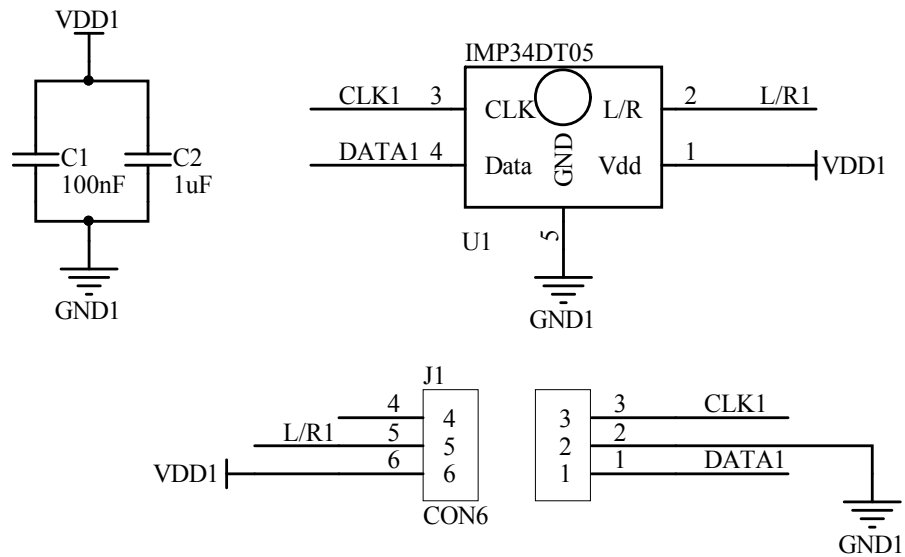 VDD1
C1
100nF
C2
1uF
GND1
IMP34DT05
CLK1 3 CLK L/R 2 L/R1
DATA1 4 Data GND Vdd 1 VDD1
U1 5
GND1
J1
4 4 3 3 CLK1
L/R1 5 5 2 2
VDD1 6 6 1 1 DATA1
CON6
GND1